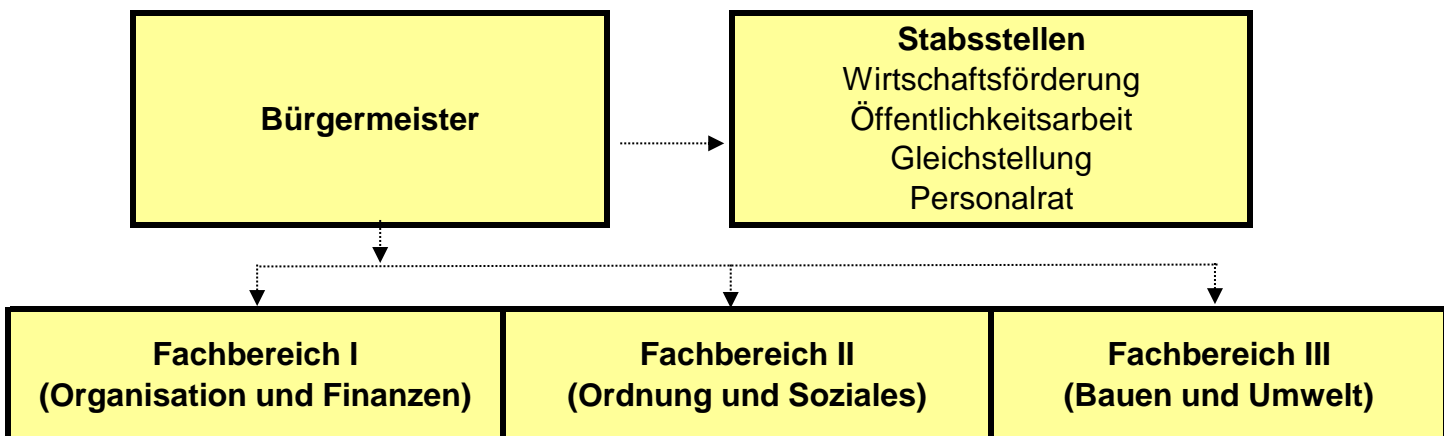 Bürgermeister
Stabsstellen
Wirtschaftsförderung
Öffentlichkeitsarbeit
Gleichstellung
Personalrat
Fachbereich I
(Organisation und Finanzen)
Fachbereich II
(Ordnung und Soziales)
Fachbereich III
(Bauen und Umwelt)